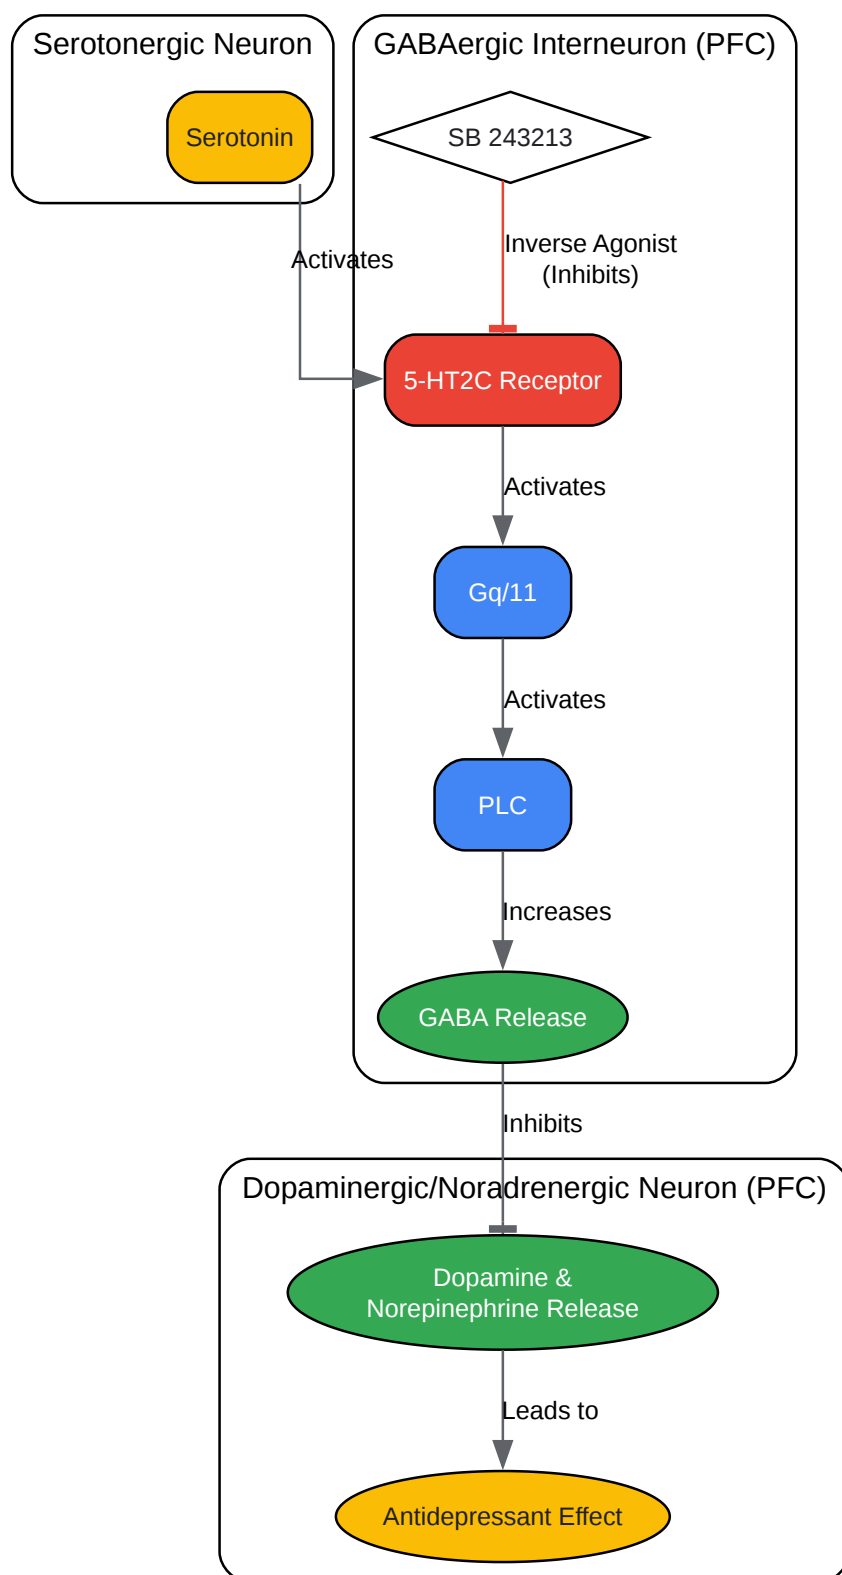 Serotonergic Neuron
GABAergic Interneuron (PFC)
Serotonin
SB 243213
Activates
Inverse Agonist
(Inhibits)
5-HT2C Receptor
Activates
Gq/11
Activates
PLC
Increases
GABA Release
Inhibits
Dopaminergic/Noradrenergic Neuron (PFC)
Dopamine &
Norepinephrine Release
Leads to
Antidepressant Effect